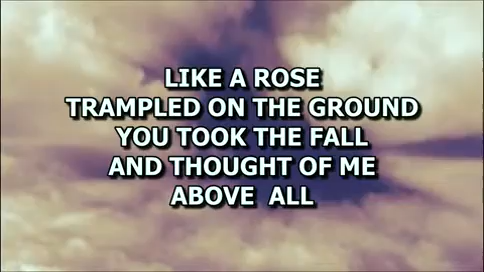 LIKE A ROSE
TRAMPLED ON THE GROUND
YOU TOOK THE FALL
AND THOUGHT OF ME
ABOVE  ALL